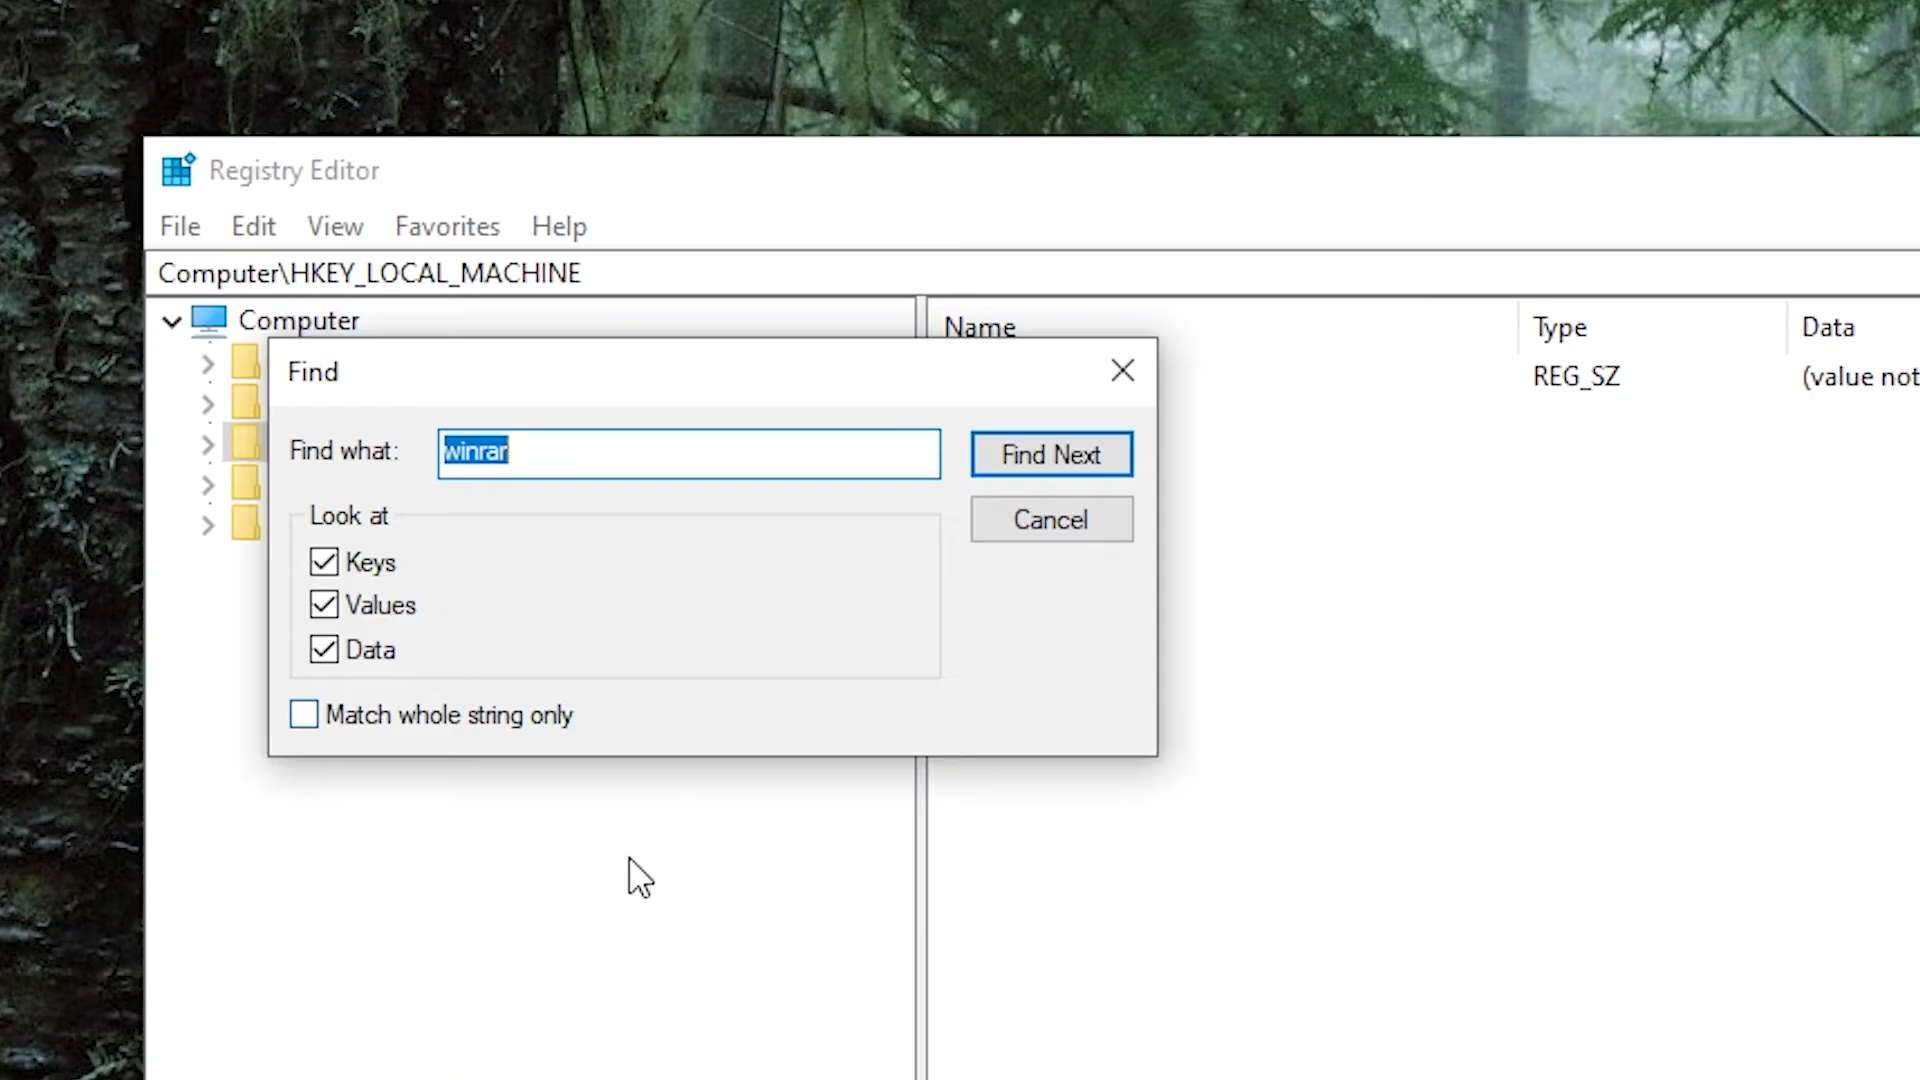 Registry Editor
File Edit View Favorites Help
Computer\HKEY_LOCAL_MACHINE
Computer
Name Type Data
REG_SZ (value not
Find
Find what: winrar Find Next
Cancel
Look at
Keys
Values
Data
Match whole string only